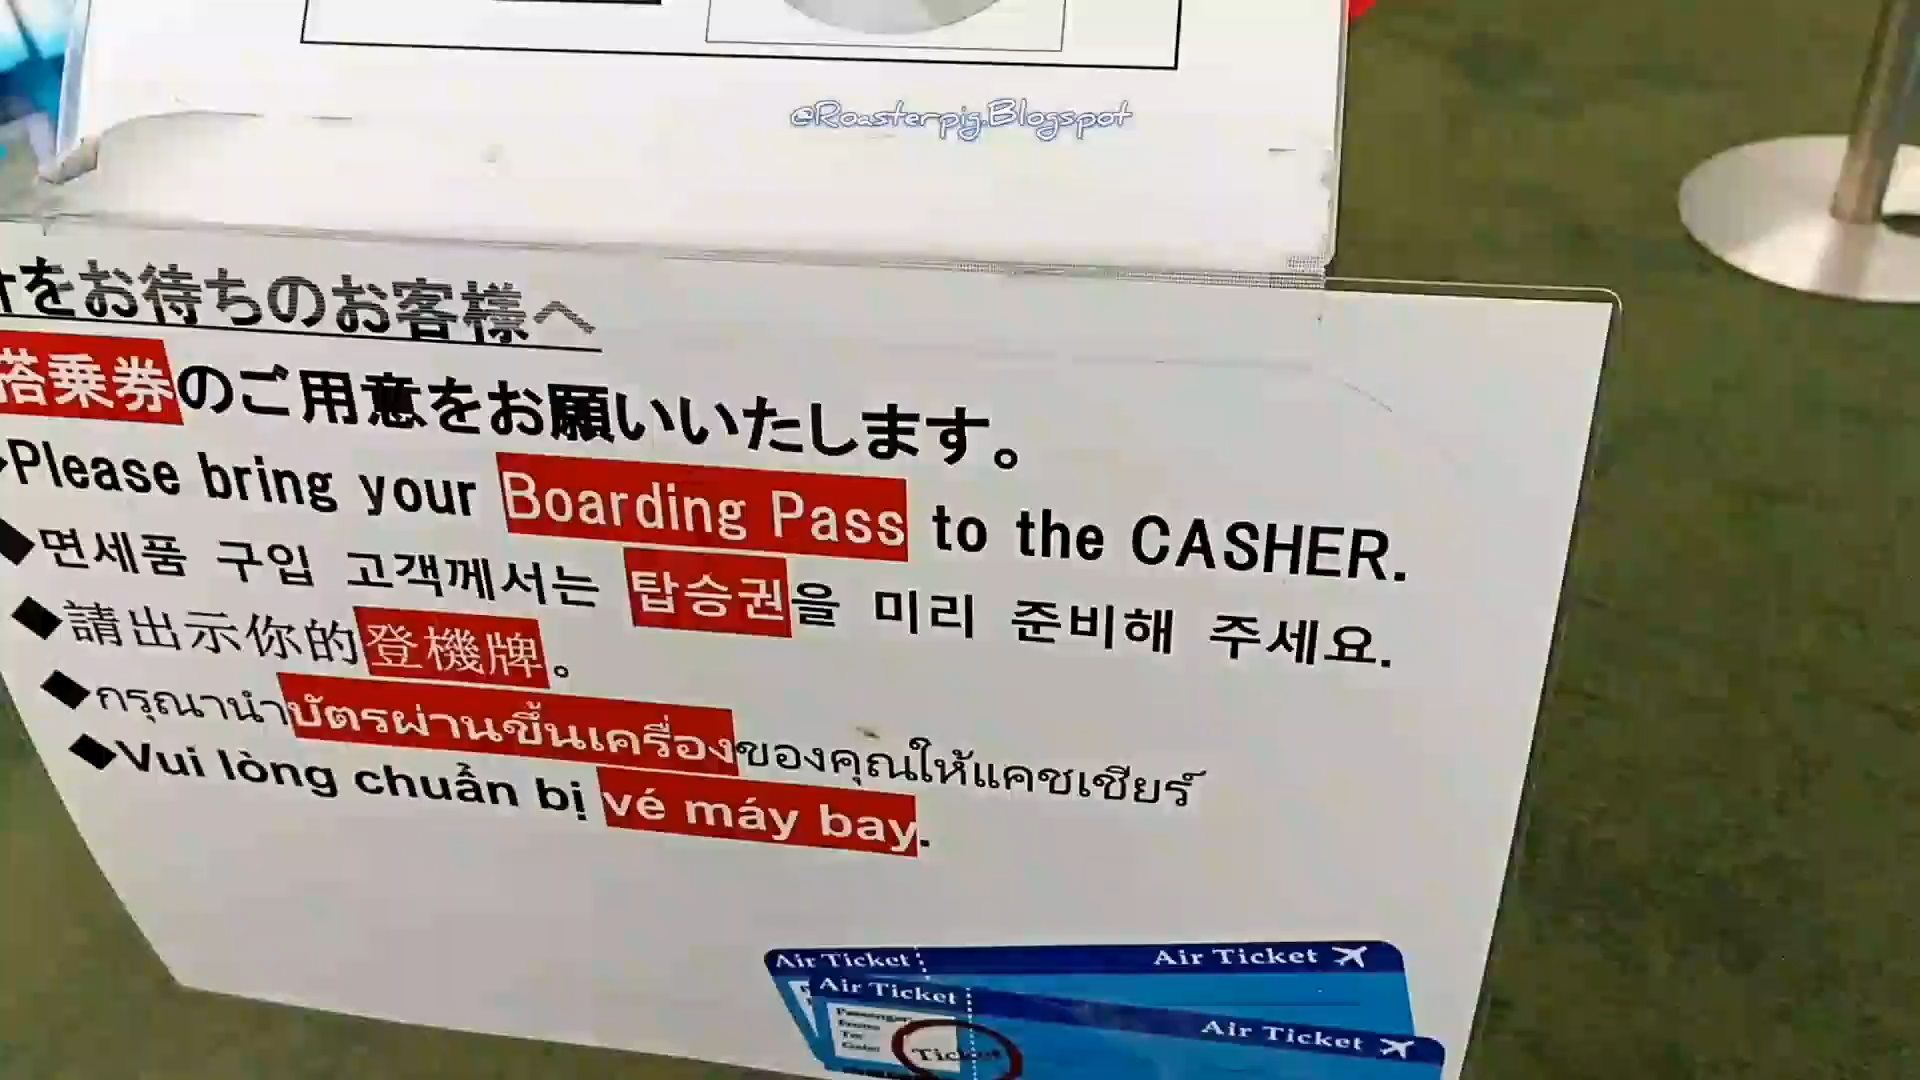 @Roasterpig.Blogspot
をお待ちのお客様へ
搭乗券のご用意をお願いいたします。
Please bring your Boarding Pass to the CASHER.
◆면세품 구입 고객께서는 탑승권을 미리 준비해 주세요.
◆請出示你的登機牌。
◆กรุณานำบัตรผ่านขึ้นเครื่องของคุณให้แคชเชียร์
◆Vui lòng chuẩn bị vé máy bay.
Air Ticket Air Ticket
Air Ticket Air Ticket
Ticket